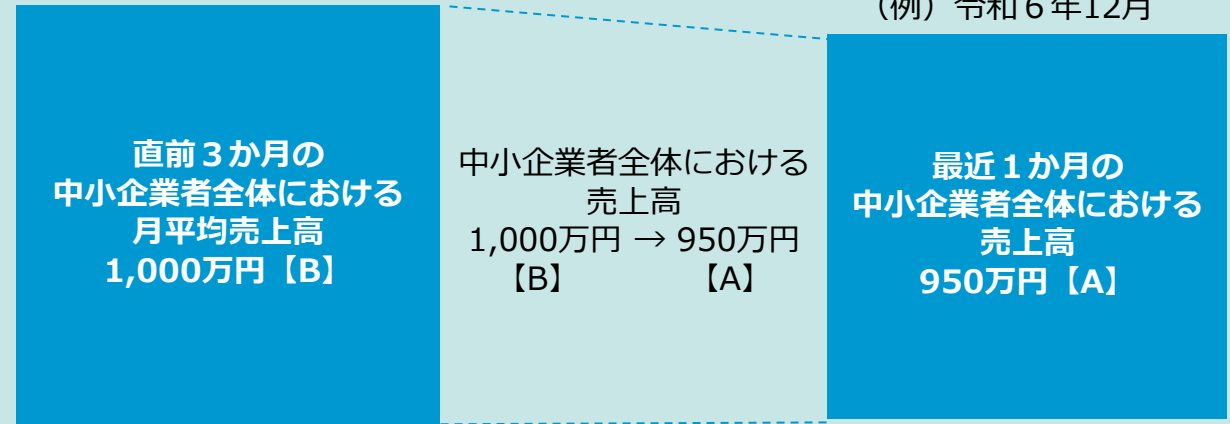 （例）令和６年12月
直前３か月の
中小企業者全体における
月平均売上高
1,000万円【B】
中小企業者全体における
売上高
1,000万円 → 950万円
【B】　　　　【A】
最近１か月の
中小企業者全体における
売上高
950万円【A】